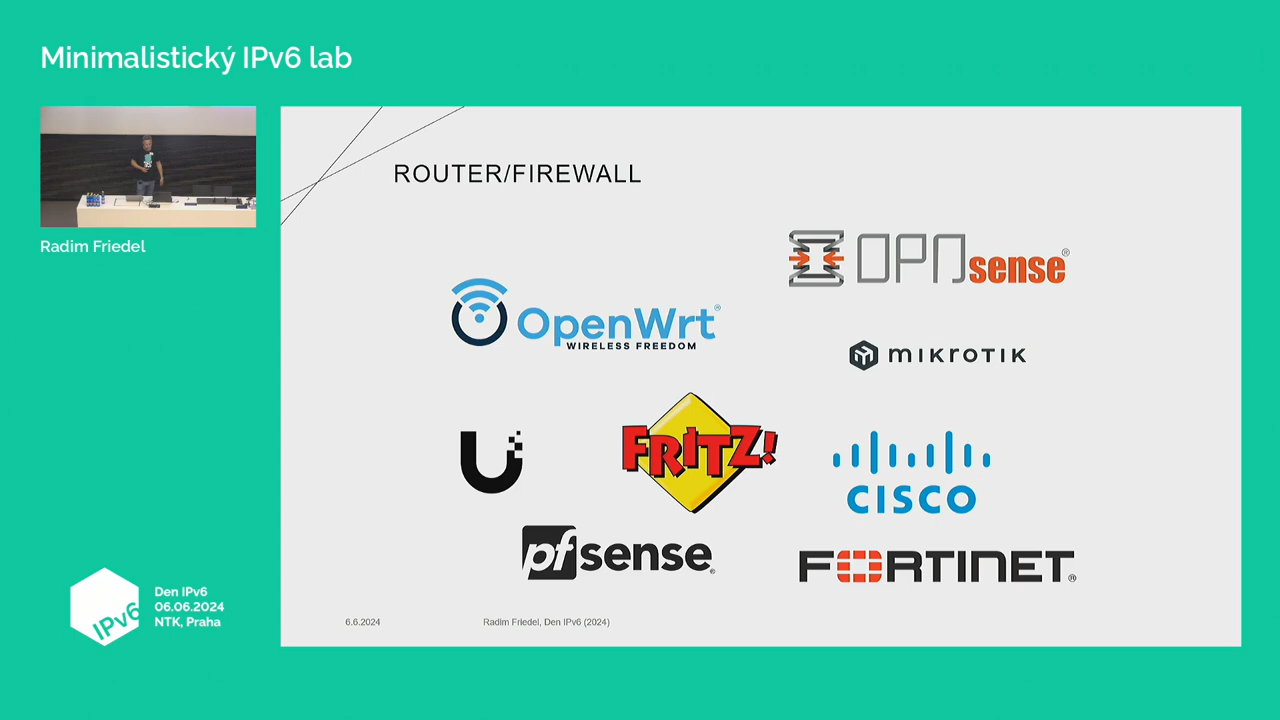 Minimalistický IPv6 lab
Radim Friedel
ROUTER/FIREWALL
OPNsense®
OpenWrt®
WIRELESS FREEDOM
mikrotik
U
FRITZ!
CISCO
pfsense®
FORTINET®
6.6.2024
Radim Friedel, Den IPv6 (2024)
IPv6
Den IPv6
06.06.2024
NTK, Praha